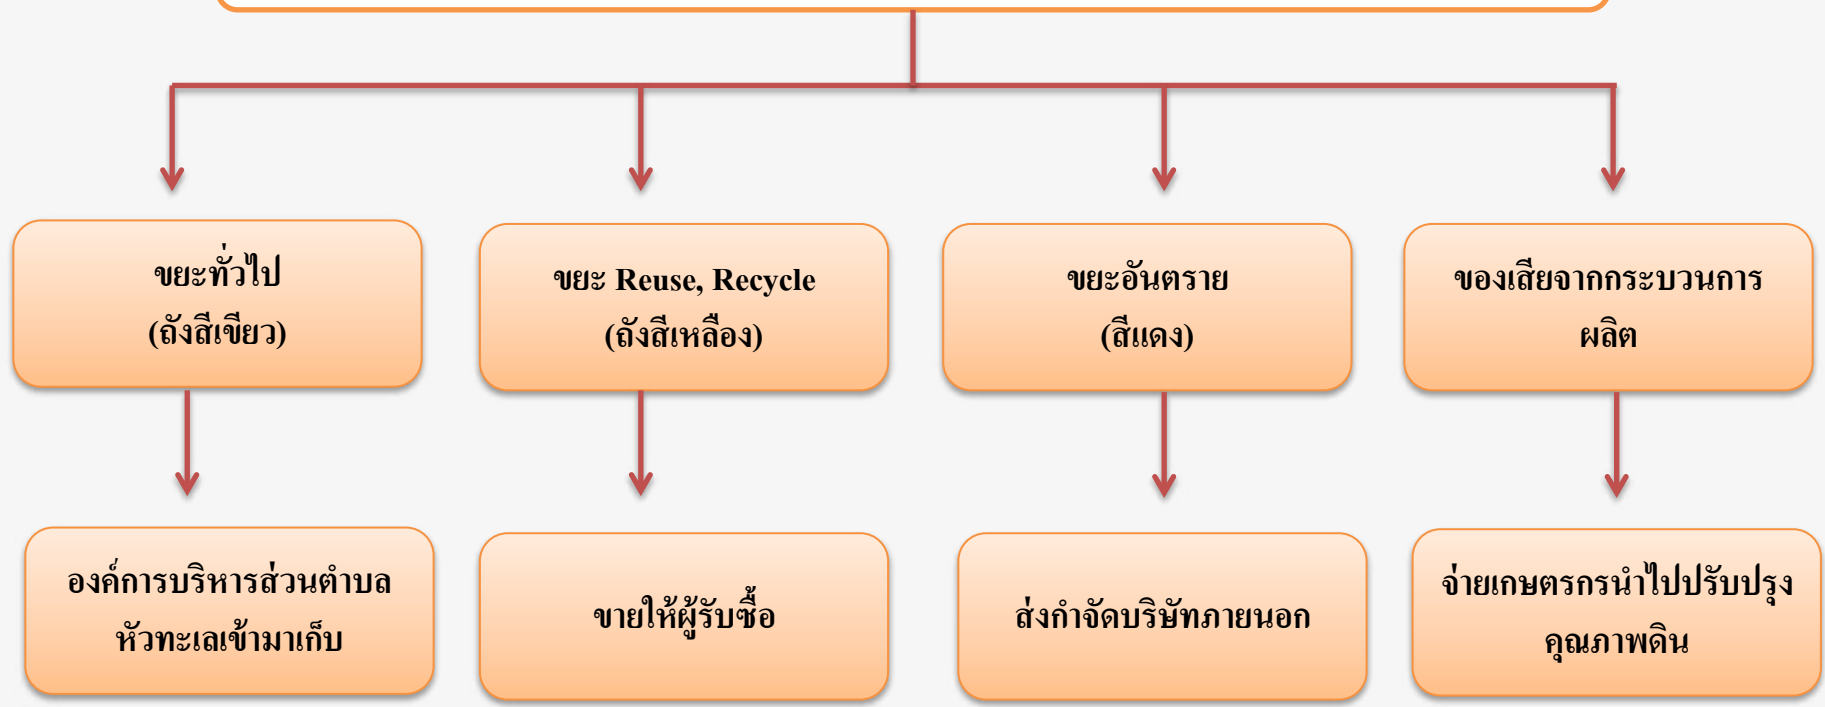 ขยะทั่วไป
(ถังสีเขียว)
ขยะ Reuse, Recycle
(ถังสีเหลือง)
ขยะอันตราย
(สีแดง)
ของเสียจากกระบวนการ
ผลิต
องค์การบริหารส่วนตำบล
หัวทะเลเข้ามาเก็บ
ขายให้ผู้รับซื้อ
ส่งกำจัดบริษัทภายนอก
จ่ายเกษตรกรนำไปปรับปรุง
คุณภาพดิน